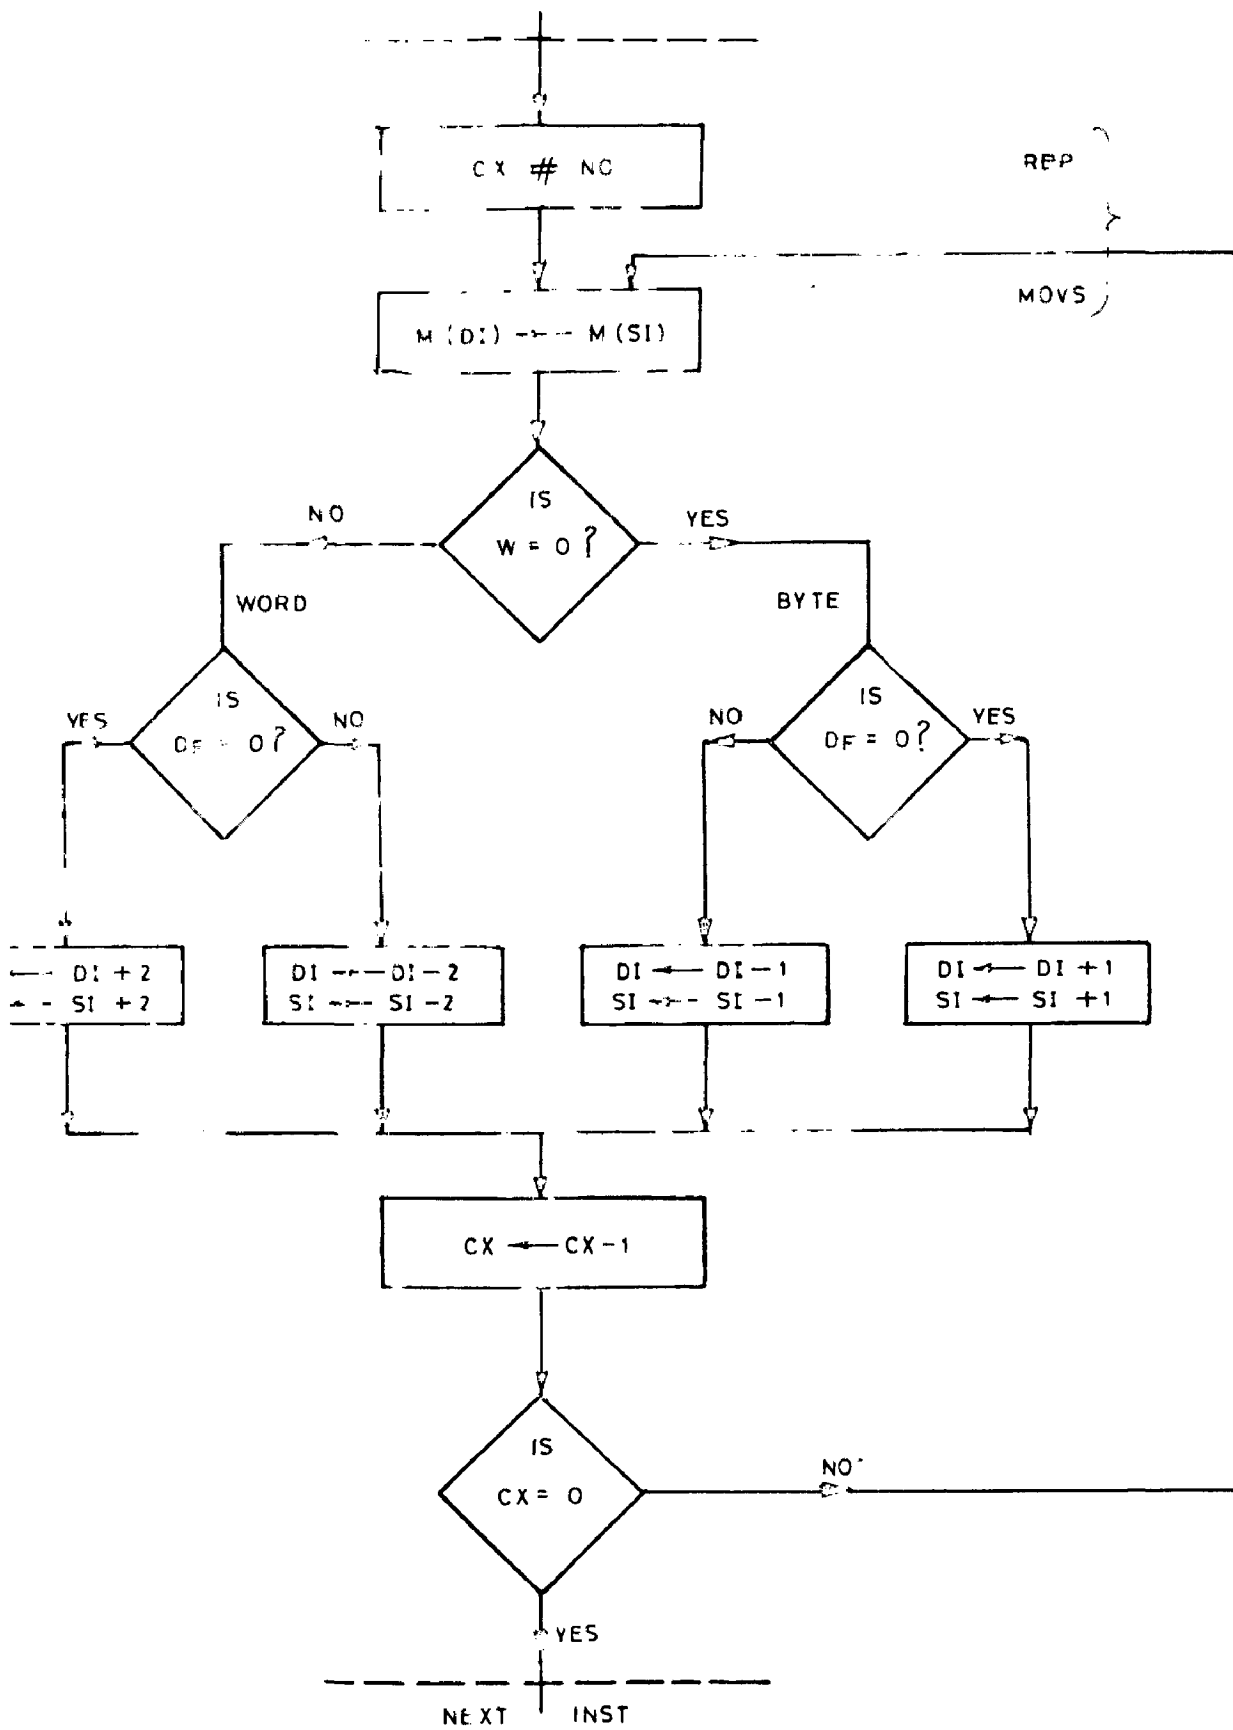 CX # NC
REP
MOVS
M (DI) ← M (SI)
IS
W = 0 ?
NO
YES
WORD
BYTE
IS
DF = 0 ?
YES
NO
IS
DF = 0 ?
NO
YES
← DI + 2
← SI + 2
DI ← DI - 2
SI ← SI - 2
DI ← DI - 1
SI ← SI - 1
DI ← DI + 1
SI ← SI + 1
CX ← CX - 1
IS
CX = 0
NO
YES
NEXT INST